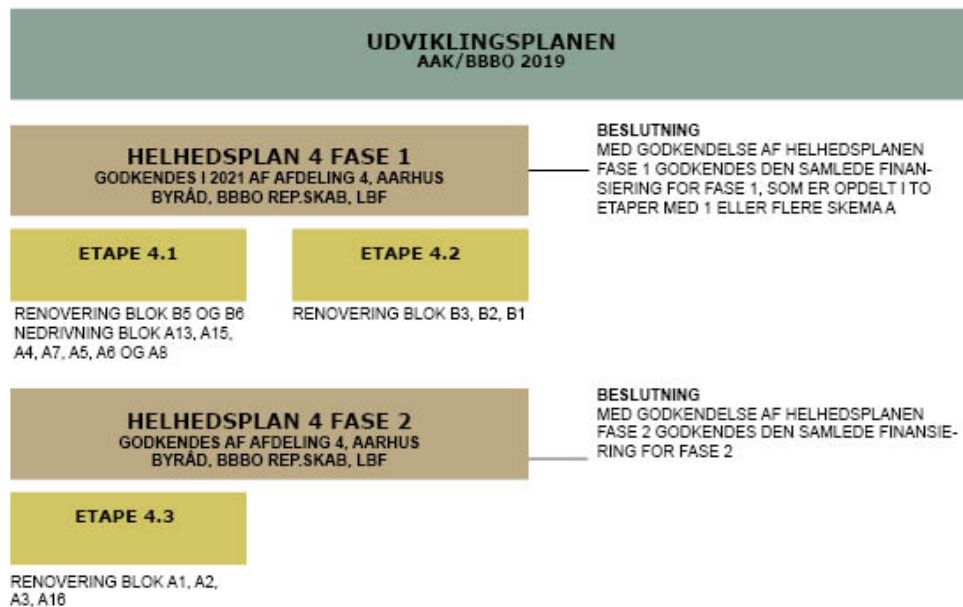 UDVIKLINGSPLANEN
AAK/BBBO 2019
HELHEDSPLAN 4 FASE 1
GODKENDES I 2021 AF AFDELING 4, AARHUS
BYRÅD, BBBO REP.SKAB, LBF
BESLUTNING
MED GODKENDELSE AF HELHEDSPLANEN
FASE 1 GODKENDES DEN SAMLEDE FINAN-
SIERING FOR FASE 1, SOM ER OPDELT I TO
ETAPER MED 1 ELLER FLERE SKEMA A
ETAPE 4.1
RENOVERING BLOK B5 OG B6
NEDRIVNING BLOK A13, A15,
A4, A7, A5, A6 OG A8
ETAPE 4.2
RENOVERING BLOK B3, B2, B1
HELHEDSPLAN 4 FASE 2
GODKENDES AF AFDELING 4, AARHUS
BYRÅD, BBBO REP.SKAB, LBF
BESLUTNING
MED GODKENDELSE AF HELHEDSPLANEN
FASE 2 GODKENDES DEN SAMLEDE FINANSIE-
RING FOR FASE 2
ETAPE 4.3
RENOVERING BLOK A1, A2,
A3, A16